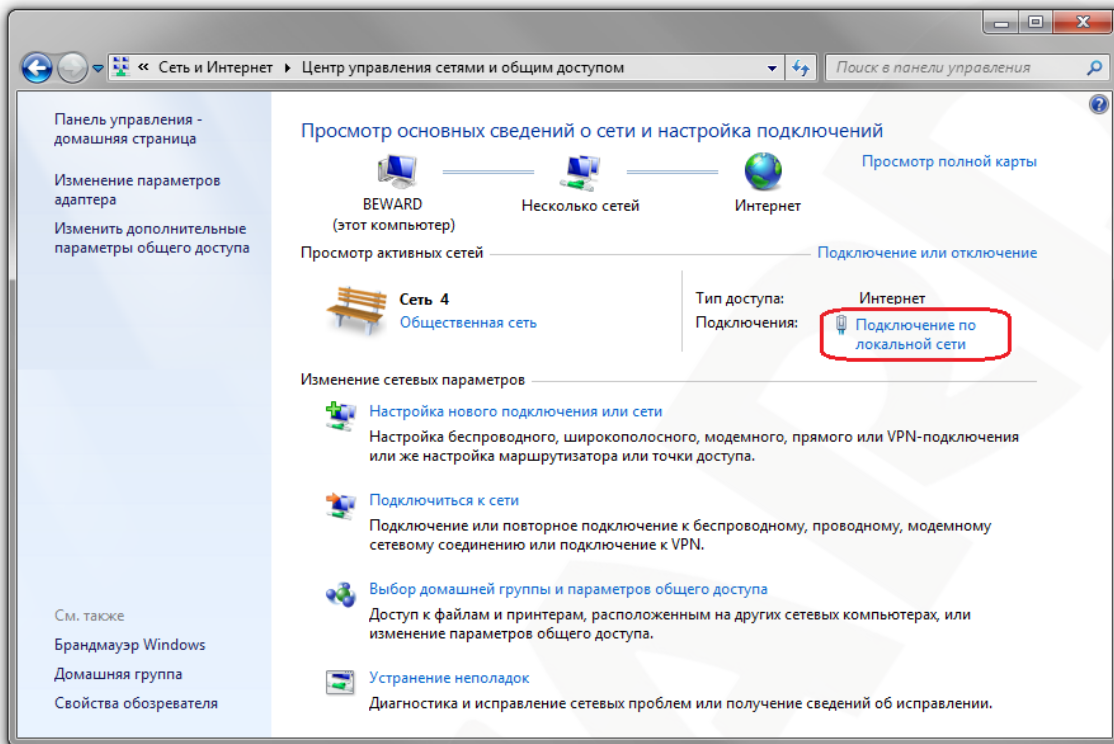 « Сеть и Интернет ▸ Центр управления сетями и общим доступом
Поиск в панели управления
Панель управления -
домашняя страница
Изменение параметров
адаптера
Изменить дополнительные
параметры общего доступа
Просмотр основных сведений о сети и настройка подключений
Просмотр полной карты
BEWARD
(этот компьютер)
Несколько сетей
Интернет
Просмотр активных сетей
Подключение или отключение
Сеть 4
Общественная сеть
Тип доступа: Интернет
Подключения: Подключение по
локальной сети
Изменение сетевых параметров
Настройка нового подключения или сети
Настройка беспроводного, широкополосного, модемного, прямого или VPN-подключения
или же настройка маршрутизатора или точки доступа.
Подключиться к сети
Подключение или повторное подключение к беспроводному, проводному, модемному
сетевому соединению или подключение к VPN.
Выбор домашней группы и параметров общего доступа
Доступ к файлам и принтерам, расположенным на других сетевых компьютерах, или
изменение параметров общего доступа.
Устранение неполадок
Диагностика и исправление сетевых проблем или получение сведений об исправлении.
См. также
Брандмауэр Windows
Домашняя группа
Свойства обозревателя